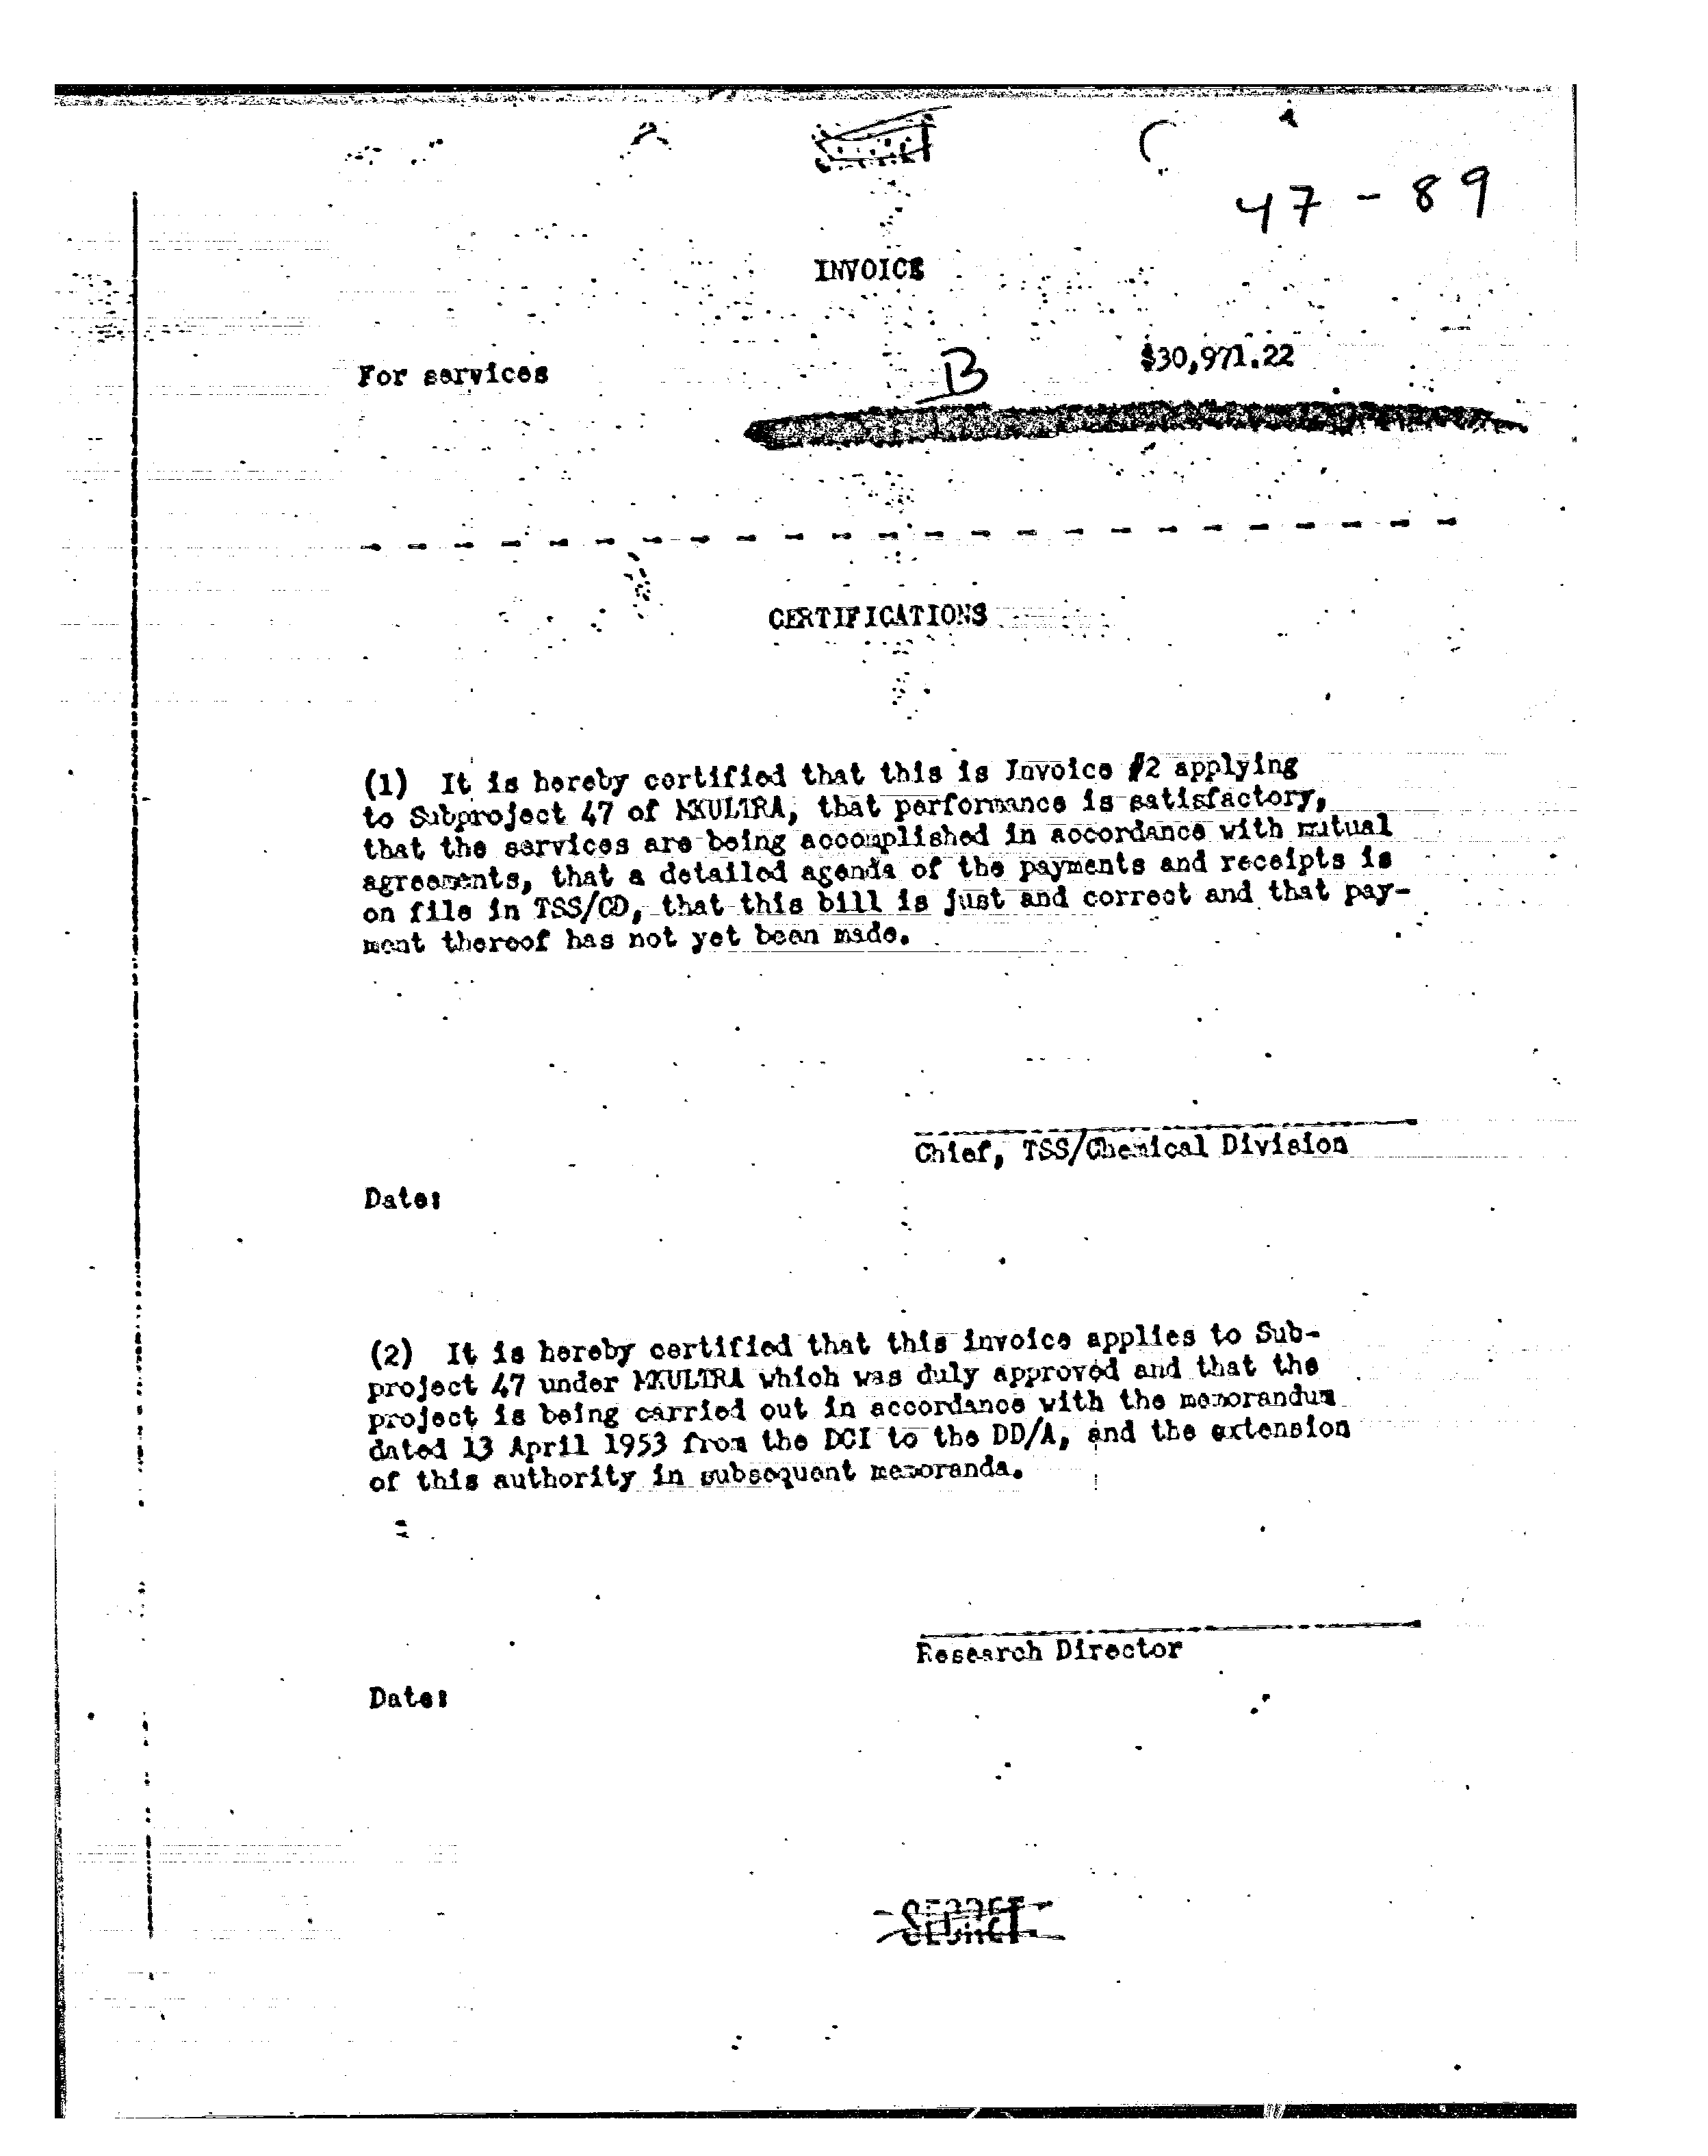 47 - 89
INVOICE
For services
B
$30,971.22
CERTIFICATIONS
(1) It is hereby certified that this is Invoice #2 applying
to Subproject 47 of MKULTRA, that performance is satisfactory,
that the services are being accomplished in accordance with mutual
agreements, that a detailed agenda of the payments and receipts is
on file in TSS/CD, that this bill is just and correct and that pay-
ment thereof has not yet been made.
Chief, TSS/Chemical Division
Date:
(2) It is hereby certified that this invoice applies to Sub-
project 47 under MKULTRA which was duly approved and that the
project is being carried out in accordance with the memorandum
dated 13 April 1953 from the DCI to the DD/A, and the extension
of this authority in subsequent memoranda.
Research Director
Date:
SECRET